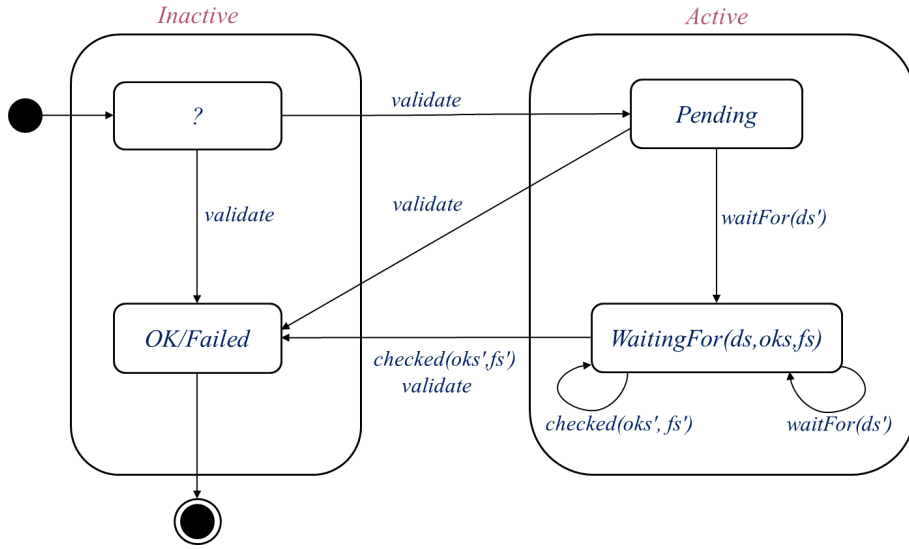 Inactive
Active
?
validate
Pending
validate
validate
waitFor(ds')
OK/Failed
WaitingFor(ds,oks,fs)
checked(oks',fs')
validate
checked(oks', fs')
waitFor(ds')